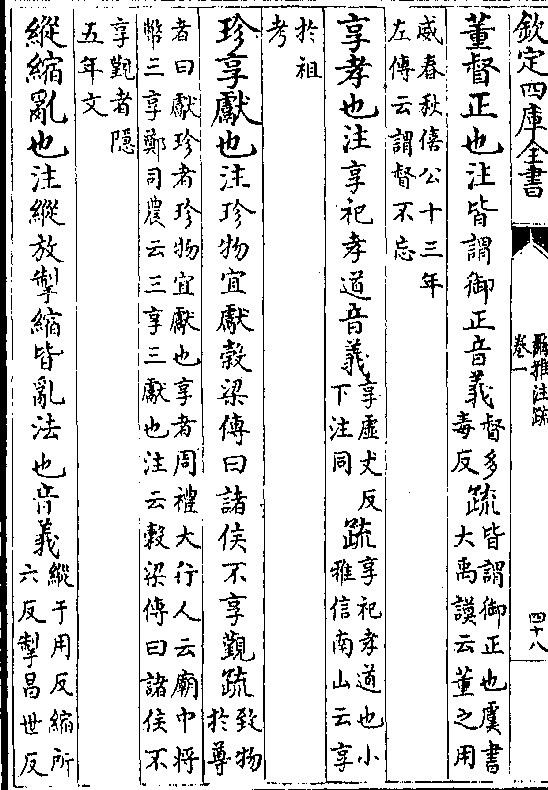 欽定四庫全書
爾雅注疏
卷一
四十八
董督正也注皆謂御正音義督多
毒反疏皆謂御正也虞書
大禹謨云董之用
威春秋僖公十三年
左傳云謂督不忘
享孝也注享祀孝道音義享虛丈反
下注同疏享祀孝道也小
雅信南山云享
於祖
考
珍享獻也注珍物宜獻榖梁傳曰諸侯不享覲疏致物
於尊
者曰獻珍者珍物宜獻也享者周禮大行人云廟中將
幣三享鄭司農云三享三獻也注云榖梁傳曰諸侯不
享覲者隱
五年文
縱縮亂也注縱放掣縮皆亂法也音義縱子用反縮所
六反掣昌世反